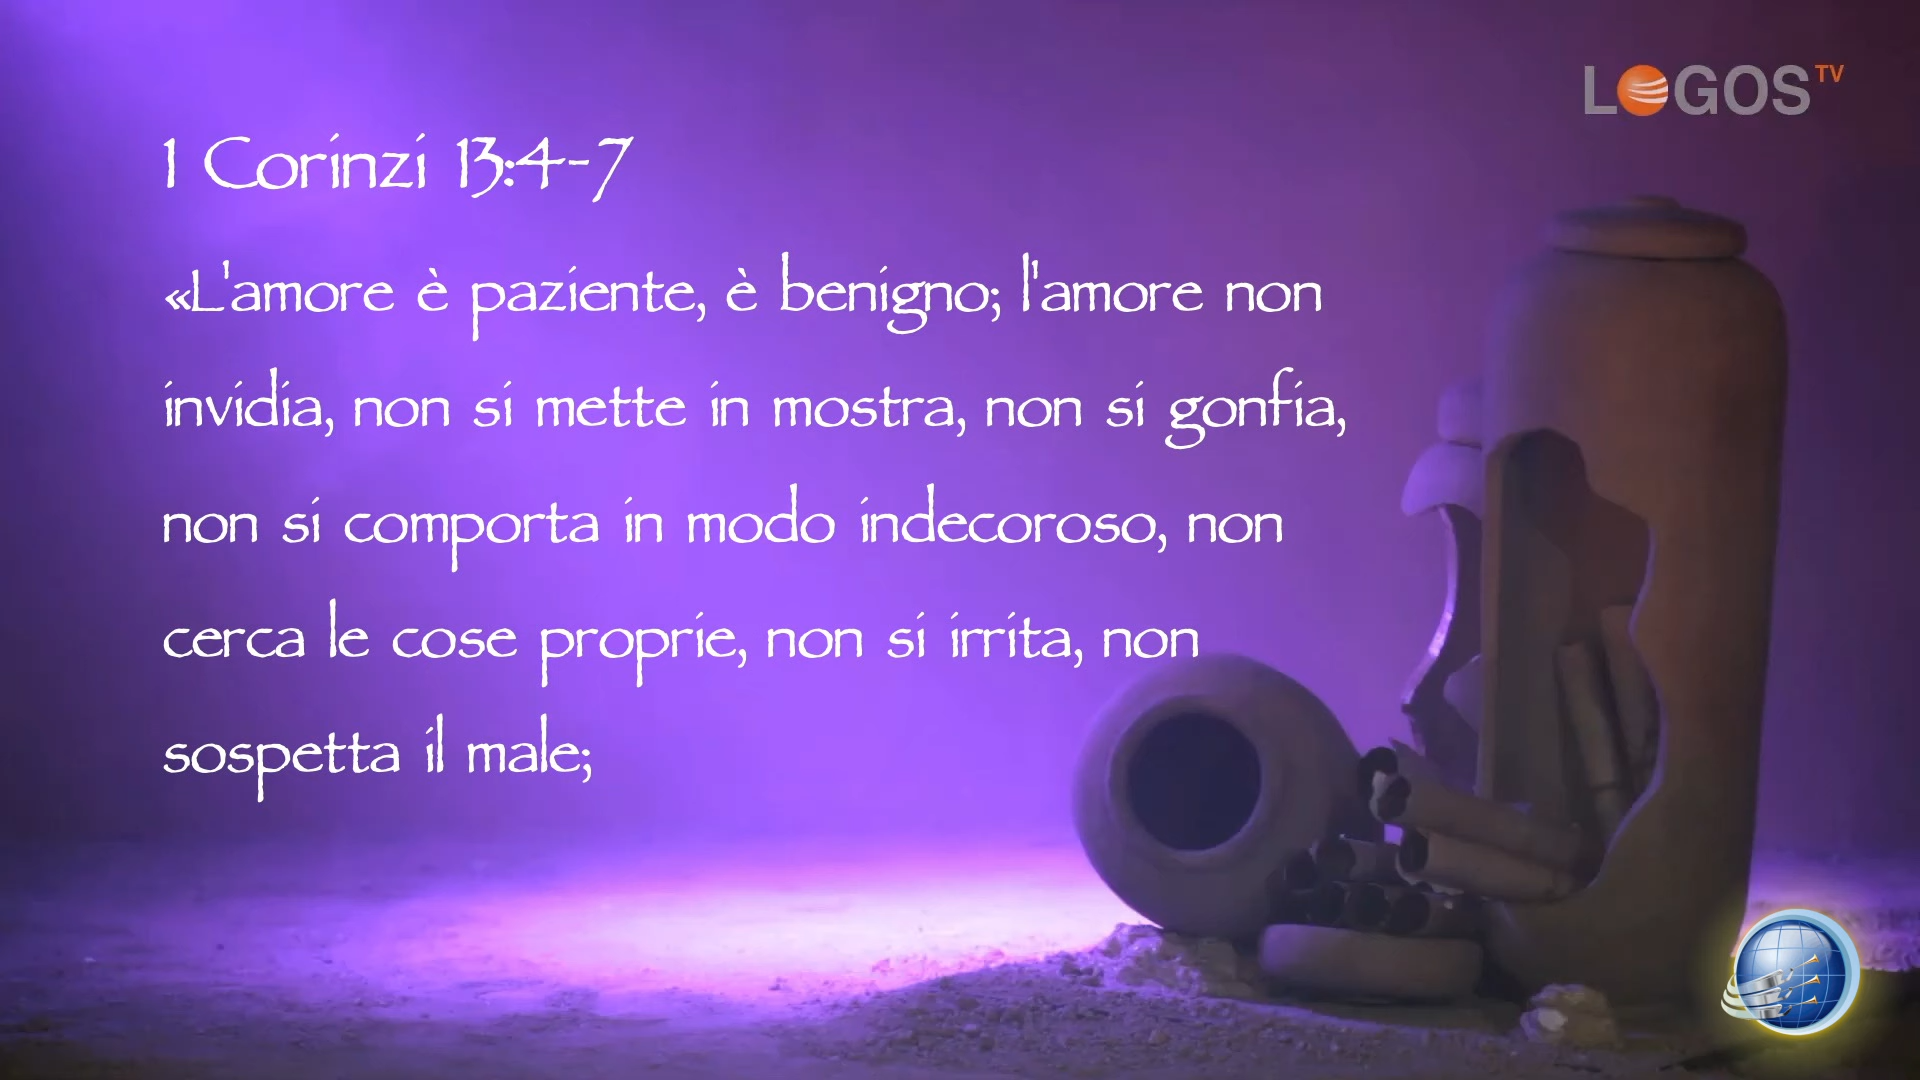 LOGOS TV
1 Corinzi 13:4-7
«L'amore è paziente, è benigno; l'amore non
invidia, non si mette in mostra, non si gonfia,
non si comporta in modo indecoroso, non
cerca le cose proprie, non si irrita, non
sospetta il male;